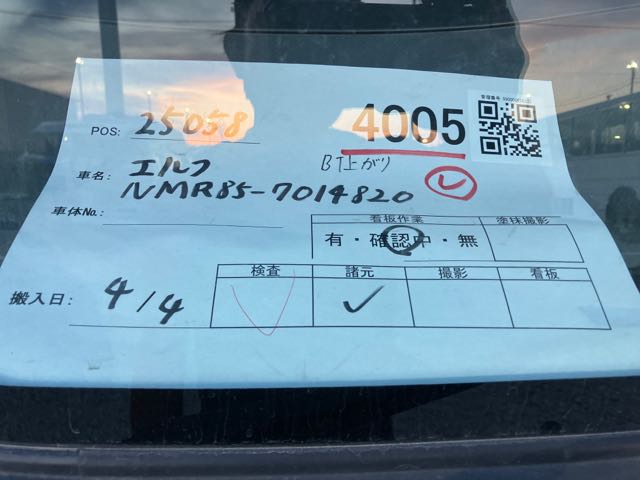 4005
POS: 25058
B下上がり
車名: エルフ
NMR85-7014820
車体No.:
看板作業 塗抹撮影
有・確認中・無
検査 諸元 撮影 看板
搬入日: 4/4